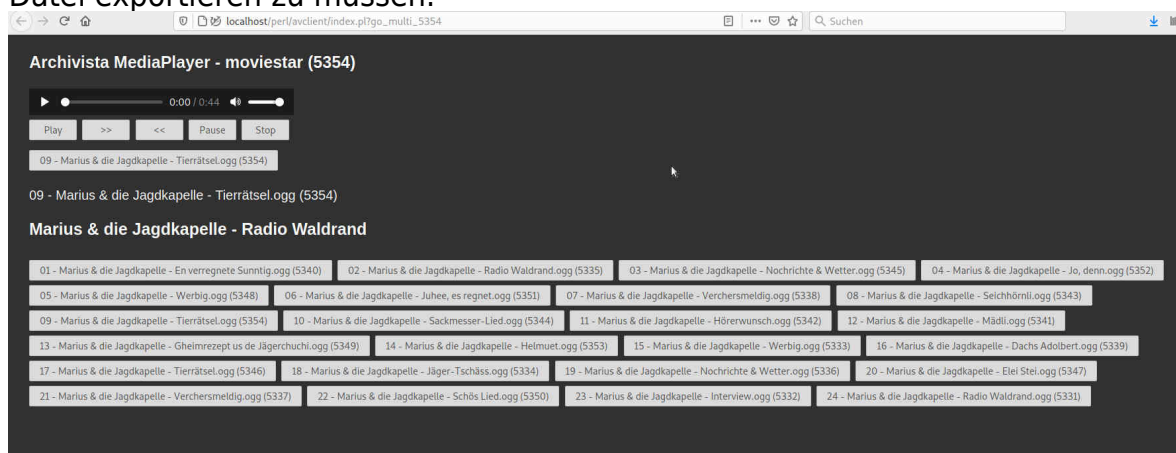 Datei exportieren zu müssen.
localhost/perl/avclient/index.pl?go_multi_5354 Suchen
Archivista MediaPlayer - moviestar (5354)
0:00 / 0:44
Play >> << Pause Stop
09 - Marius & die Jagdkapelle - Tierrätsel.ogg (5354)
09 - Marius & die Jagdkapelle - Tierrätsel.ogg (5354)
Marius & die Jagdkapelle - Radio Waldrand
01 - Marius & die Jagdkapelle - En verregnete Sunntig.ogg (5340) 02 - Marius & die Jagdkapelle - Radio Waldrand.ogg (5335) 03 - Marius & die Jagdkapelle - Nochrichte & Wetter.ogg (5345) 04 - Marius & die Jagdkapelle - Jo, denn.ogg (5352)
05 - Marius & die Jagdkapelle - Werbig.ogg (5348) 06 - Marius & die Jagdkapelle - Juhee, es regnet.ogg (5351) 07 - Marius & die Jagdkapelle - Verchersmeldig.ogg (5338) 08 - Marius & die Jagdkapelle - Seichhörnli.ogg (5343)
09 - Marius & die Jagdkapelle - Tierrätsel.ogg (5354) 10 - Marius & die Jagdkapelle - Sackmesser-Lied.ogg (5344) 11 - Marius & die Jagdkapelle - Hörerwunsch.ogg (5342) 12 - Marius & die Jagdkapelle - Mädli.ogg (5341)
13 - Marius & die Jagdkapelle - Gheimrezept us de Jägerchuchi.ogg (5349) 14 - Marius & die Jagdkapelle - Helmuet.ogg (5353) 15 - Marius & die Jagdkapelle - Werbig.ogg (5333) 16 - Marius & die Jagdkapelle - Dachs Adolbert.ogg (5339)
17 - Marius & die Jagdkapelle - Tierrätsel.ogg (5346) 18 - Marius & die Jagdkapelle - Jäger-Tschäss.ogg (5334) 19 - Marius & die Jagdkapelle - Nochrichte & Wetter.ogg (5336) 20 - Marius & die Jagdkapelle - Elei Stei.ogg (5347)
21 - Marius & die Jagdkapelle - Verchersmeldig.ogg (5337) 22 - Marius & die Jagdkapelle - Schös Lied.ogg (5350) 23 - Marius & die Jagdkapelle - Interview.ogg (5332) 24 - Marius & die Jagdkapelle - Radio Waldrand.ogg (5331)